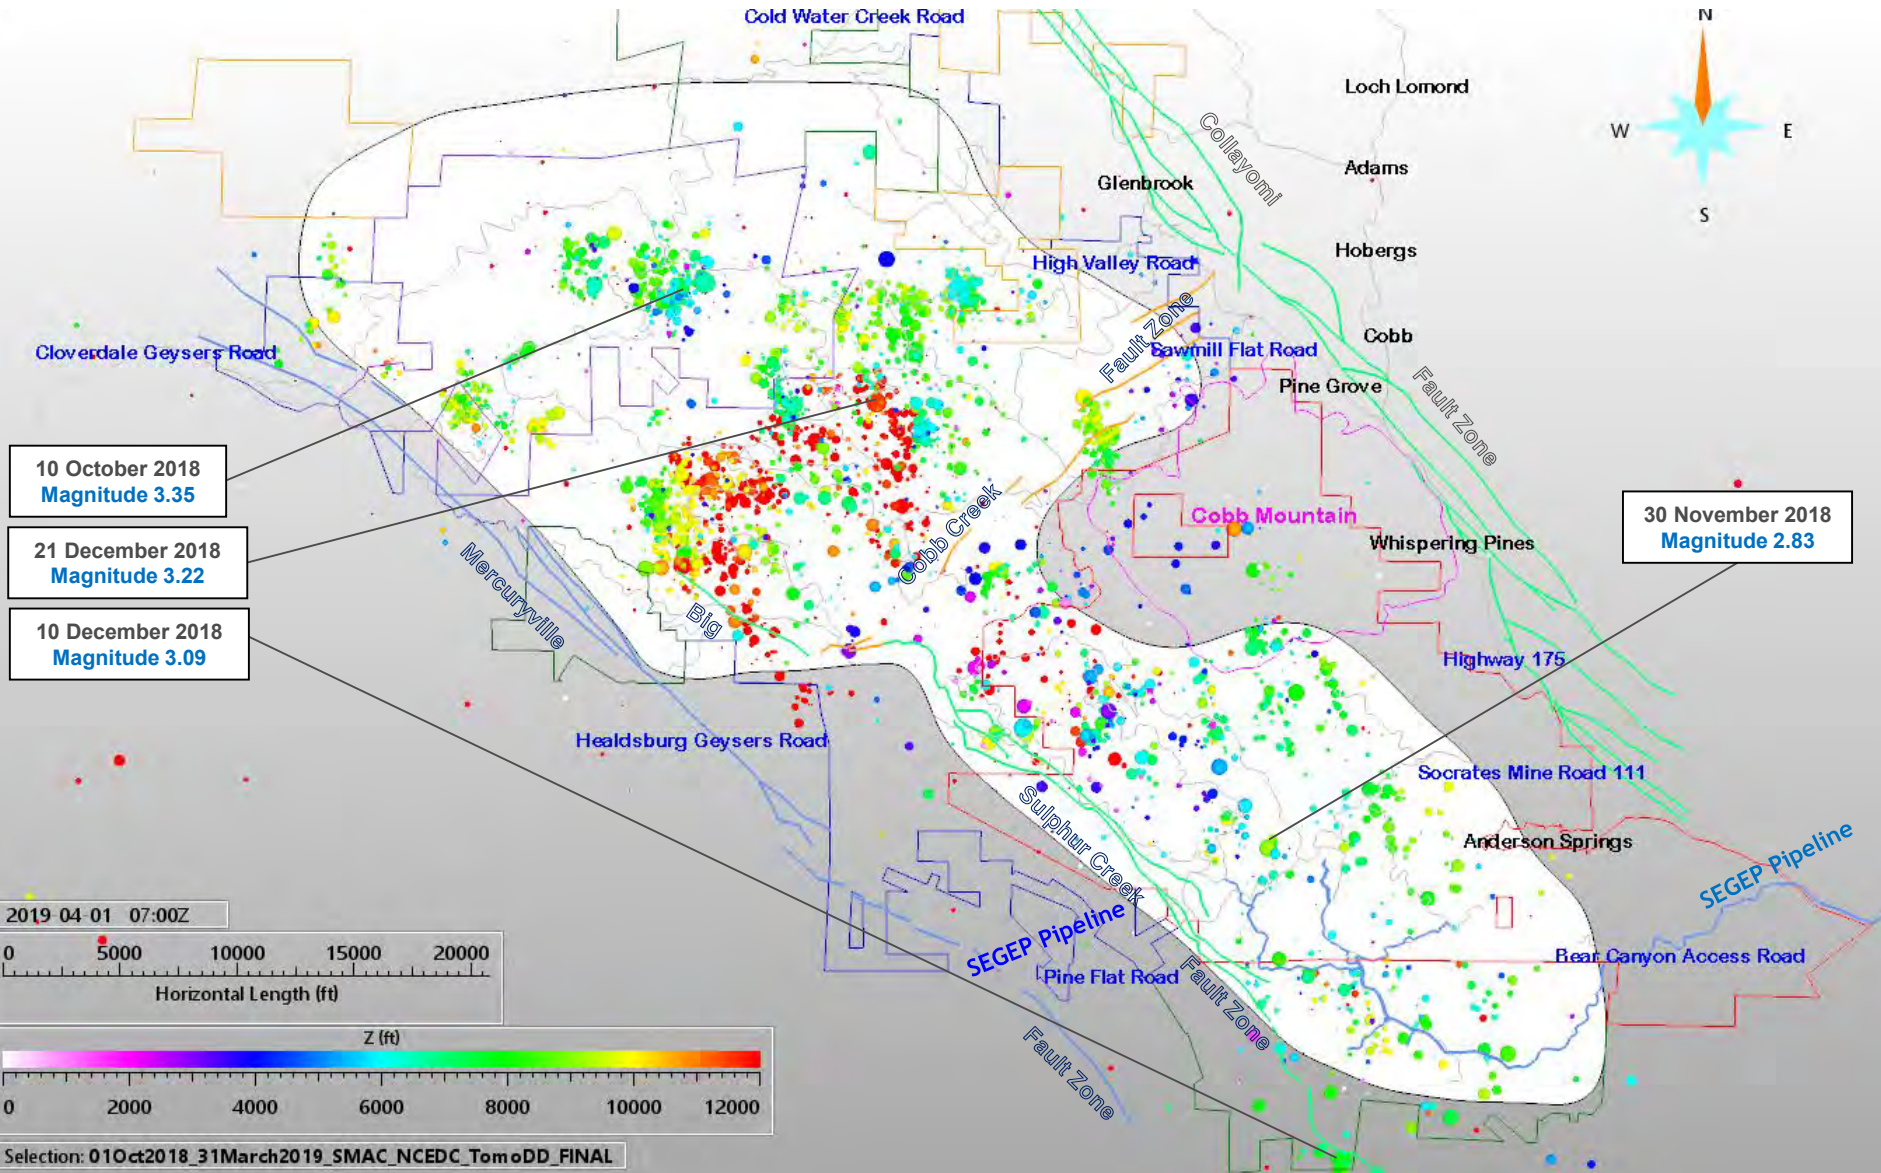 Cold Water Creek Road
N
Loch Lomond
W
E
Collayomi
Adams
Glenbrook
S
Hobergs
High Valley Road
Fault Zone
Cobb
Cloverdale Geysers Road
Sawmill Flat Road
Pine Grove
Fault Zone
10 October 2018
Magnitude 3.35
Cobb Creek
Cobb Mountain
30 November 2018
Magnitude 2.83
21 December 2018
Magnitude 3.22
Whispering Pines
Mercuryville
Big
10 December 2018
Magnitude 3.09
Highway 175
Healdsburg Geysers Road
Socrates Mine Road 111
Sulphur Creek
Anderson Springs
SEGEP Pipeline
2019-04-01 07:00Z
SEGEP Pipeline
0 5000 10000 15000 20000
Horizontal Length (ft)
Bear Canyon Access Road
Pine Flat Road
Fault Zone
Fault Zone
Z (ft)
0 2000 4000 6000 8000 10000 12000
Selection: 01Oct2018_31March2019_SMAC_NCEDC_TomoDD_FINAL